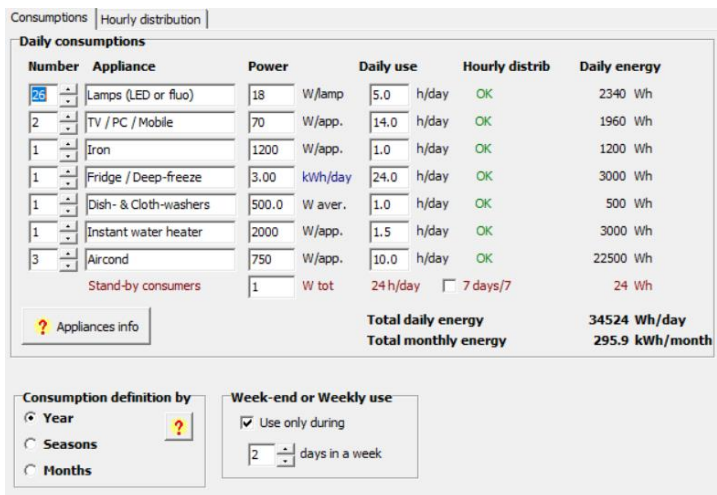 Consumptions Hourly distribution
Daily consumptions
Number Appliance Power Daily use Hourly distrib Daily energy
26 Lamps (LED or fluo) 18 W/lamp 5.0 h/day OK 2340 Wh
2 TV / PC / Mobile 70 W/app. 14.0 h/day OK 1960 Wh
1 Iron 1200 W/app. 1.0 h/day OK 1200 Wh
1 Fridge / Deep-freeze 3.00 kWh/day 24.0 h/day OK 3000 Wh
1 Dish- & Cloth-washers 500.0 W aver. 1.0 h/day OK 500 Wh
1 Instant water heater 2000 W/app. 1.5 h/day OK 3000 Wh
3 Aircond 750 W/app. 10.0 h/day OK 22500 Wh
Stand-by consumers 1 W tot 24 h/day 7 days/7 24 Wh
? Appliances info
Total daily energy 34524 Wh/day
Total monthly energy 295.9 kWh/month
Consumption definition by
Year ?
Seasons
Months
Week-end or Weekly use
Use only during
2 days in a week